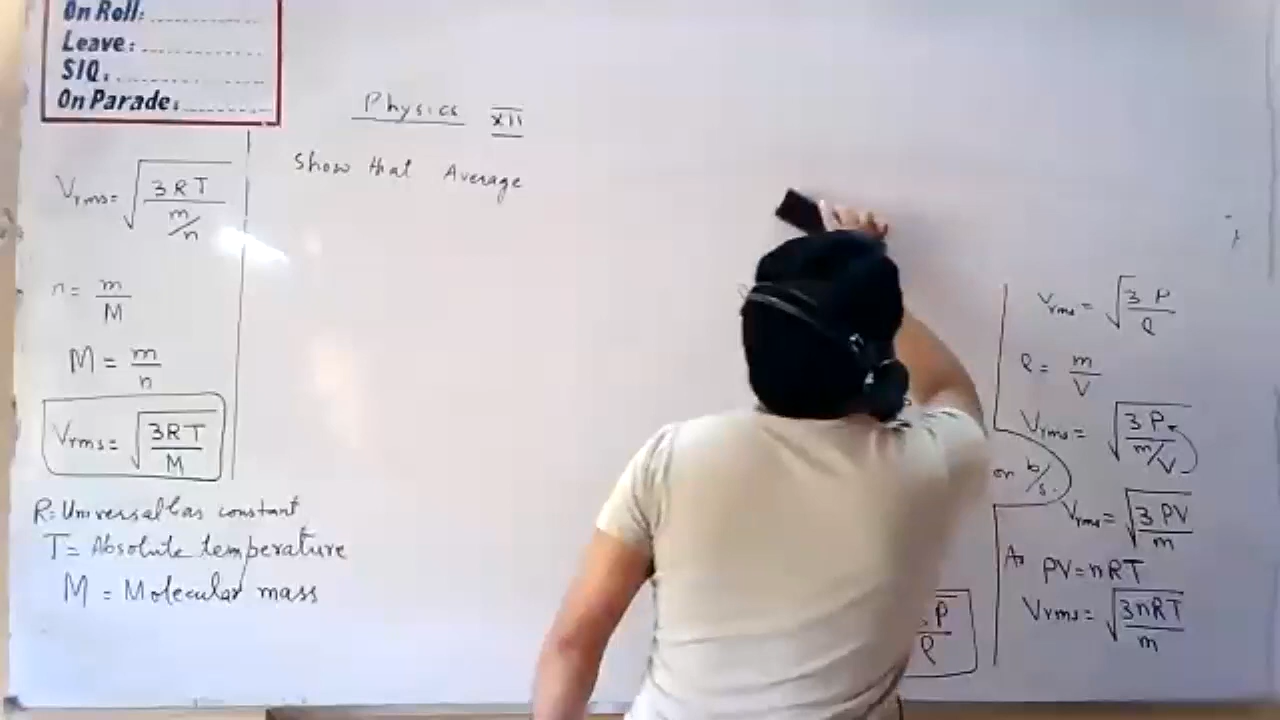 On Roll:
Leave:
SIQ.
On Parade:
Physics XII
Show that Average
Vrms = √(3RT / m/n)
n = m/M
M = m/n
Vrms = √(3RT/M)
R: Universal Gas constant
T = Absolute temperature
M = Molecular mass
P/ρ
on b/s.
Vrms = √(3P/ρ)
ρ = m/V
Vrms = √(3P / m/V)
Vrms = √(3PV/m)
As PV = nRT
Vrms = √(3nRT/m)